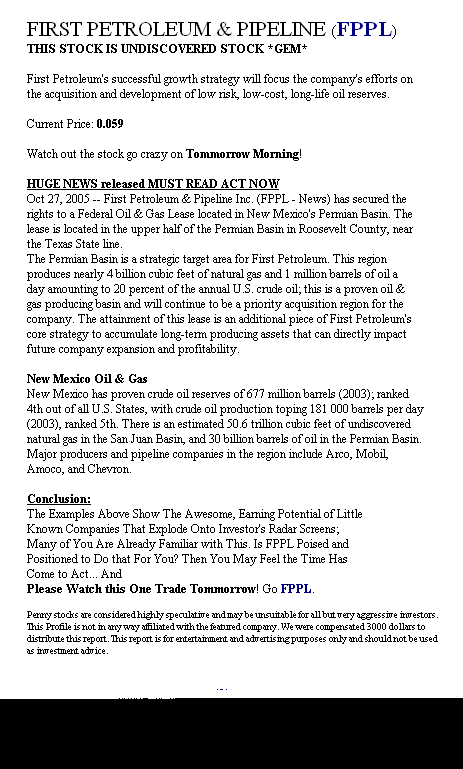 FIRST PETROLEUM & PIPELINE (FPPL)
THIS STOCK IS UNDISCOVERED STOCK *GEM*
First Petroleum's successful growth strategy will focus the company's efforts on
the acquisition and development of low risk, low-cost, long-life oil reserves.
Current Price: 0.059
Watch out the stock go crazy on Tommorrow Morning!
HUGE NEWS released MUST READ ACT NOW
Oct 27, 2005 -- First Petroleum & Pipeline Inc. (FPPL - News) has secured the
rights to a Federal Oil & Gas Lease located in New Mexico's Permian Basin. The
lease is located in the upper half of the Permian Basin in Roosevelt County, near
the Texas State line.
The Permian Basin is a strategic target area for First Petroleum. This region
produces nearly 4 billion cubic feet of natural gas and 1 million barrels of oil a
day amounting to 20 percent of the annual U.S. crude oil; this is a proven oil &
gas producing basin and will continue to be a priority acquisition region for the
company. The attainment of this lease is an additional piece of First Petroleum's
core strategy to accumulate long-term producing assets that can directly impact
future company expansion and profitability.
New Mexico Oil & Gas
New Mexico has proven crude oil reserves of 677 million barrels (2003); ranked
4th out of all U.S. States, with crude oil production toping 181 000 barrels per day
(2003), ranked 5th. There is an estimated 50.6 trillion cubic feet of undiscovered
natural gas in the San Juan Basin, and 30 billion barrels of oil in the Permian Basin.
Major producers and pipeline companies in the region include Arco, Mobil,
Amoco, and Chevron.
Conclusion:
The Examples Above Show The Awesome, Earning Potential of Little
Known Companies That Explode Onto Investor's Radar Screens;
Many of You Are Already Familiar with This. Is FPPL Poised and
Positioned to Do that For You? Then You May Feel the Time Has
Come to Act... And
Please Watch this One Trade Tommorrow! Go FPPL.
Penny stocks are considered highly speculative and may be unsuitable for all but very aggressive investors.
This Profile is not in any way affiliated with the featured company. We were compensated 3000 dollars to
distribute this report. This report is for entertainment and advertising purposes only and should not be used
as investment advice.